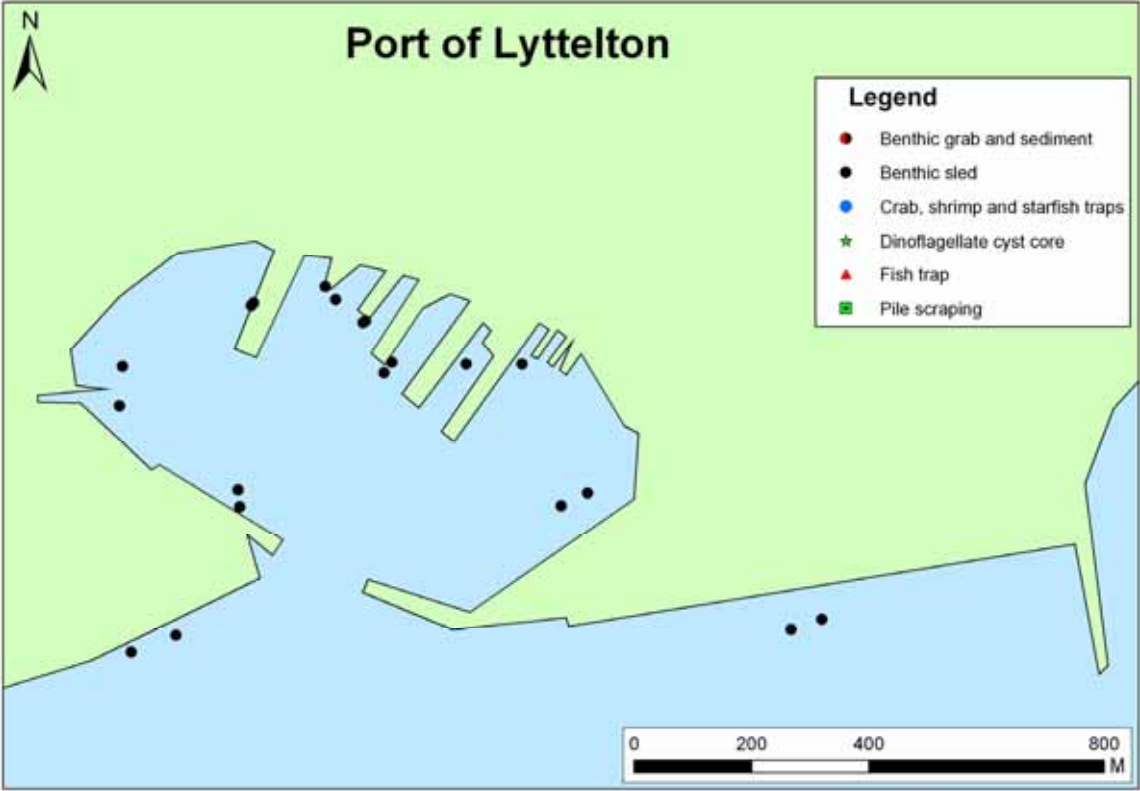 N
Port of Lyttelton
Legend
Benthic grab and sediment
Benthic sled
Crab, shrimp and starfish traps
Dinoflagellate cyst core
Fish trap
Pile scraping
0 200 400 800
M